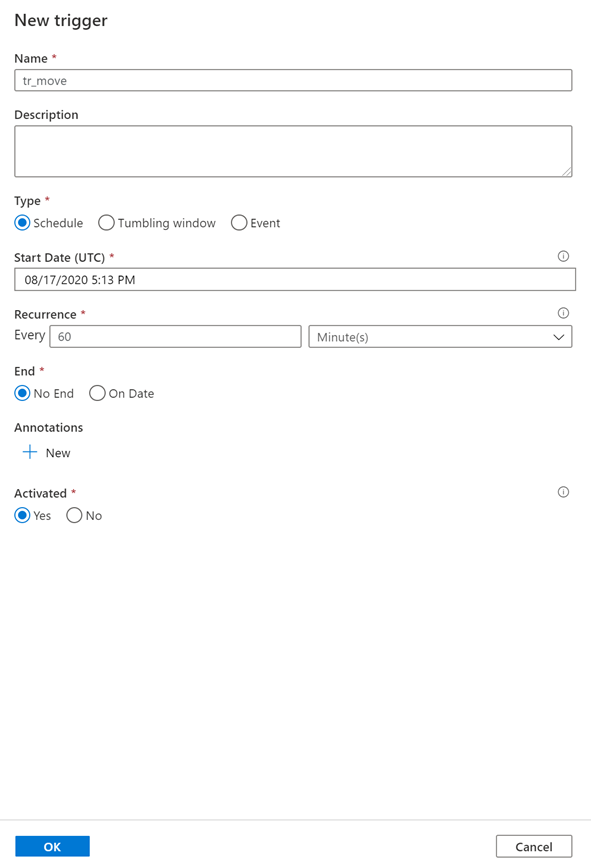 New trigger
Name *
tr_move
Description
Type *
Schedule Tumbling window Event
Start Date (UTC) *
08/17/2020 5:13 PM
Recurrence *
Every 60 Minute(s)
End *
No End On Date
Annotations
New
Activated *
Yes No
OK Cancel